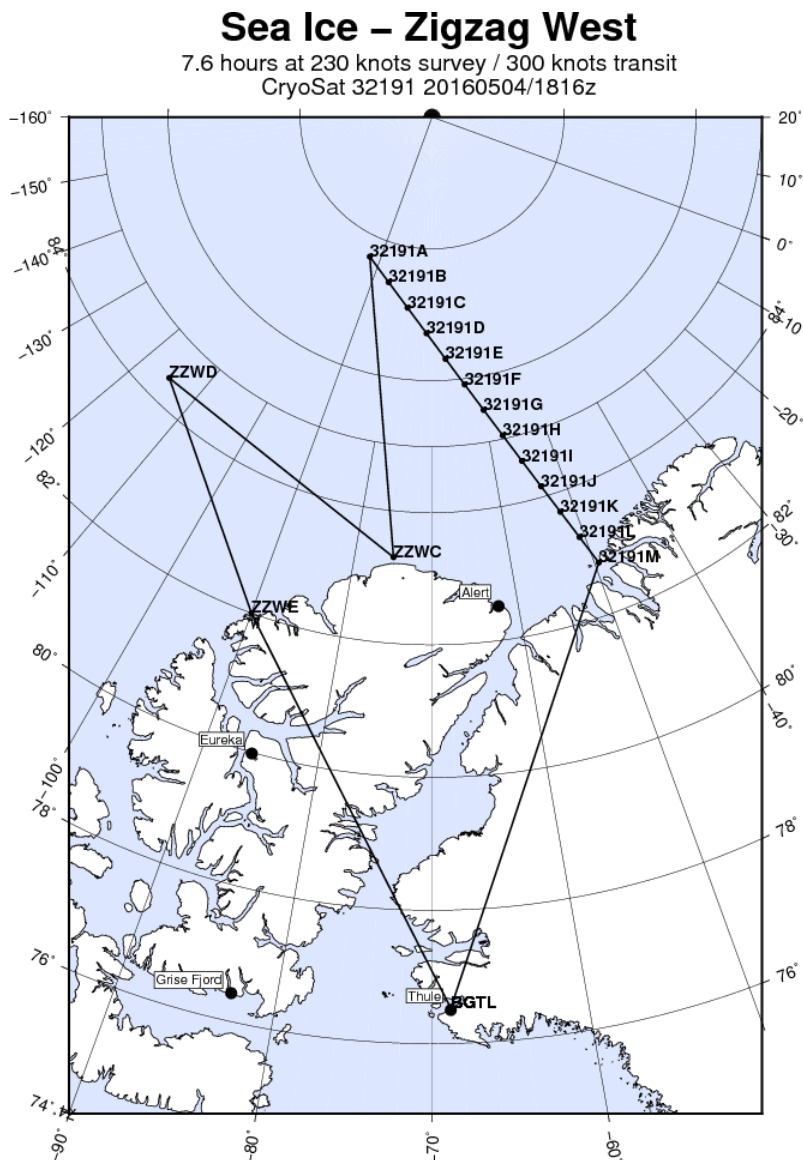 Sea Ice – Zigzag West
7.6 hours at 230 knots survey / 300 knots transit
CryoSat 32191 20160504/1816z
−160˚
20˚
−150˚
10˚
−140˚
84˚
0˚
32191A
32191B
32191C
−130˚
84˚
−10˚
32191D
32191E
ZZWD
32191F
32191G
−20˚
−120˚
32191H
32191I
82˚
32191J
32191K
82˚
−30˚
32191L
−110˚
ZZWC
32191M
Alert
ZZWE
80˚
80˚
−40˚
Eureka
−100˚
78˚
78˚
76˚
76˚
Grise Fjord
Thule
BGTL
−90˚
−80˚
−70˚